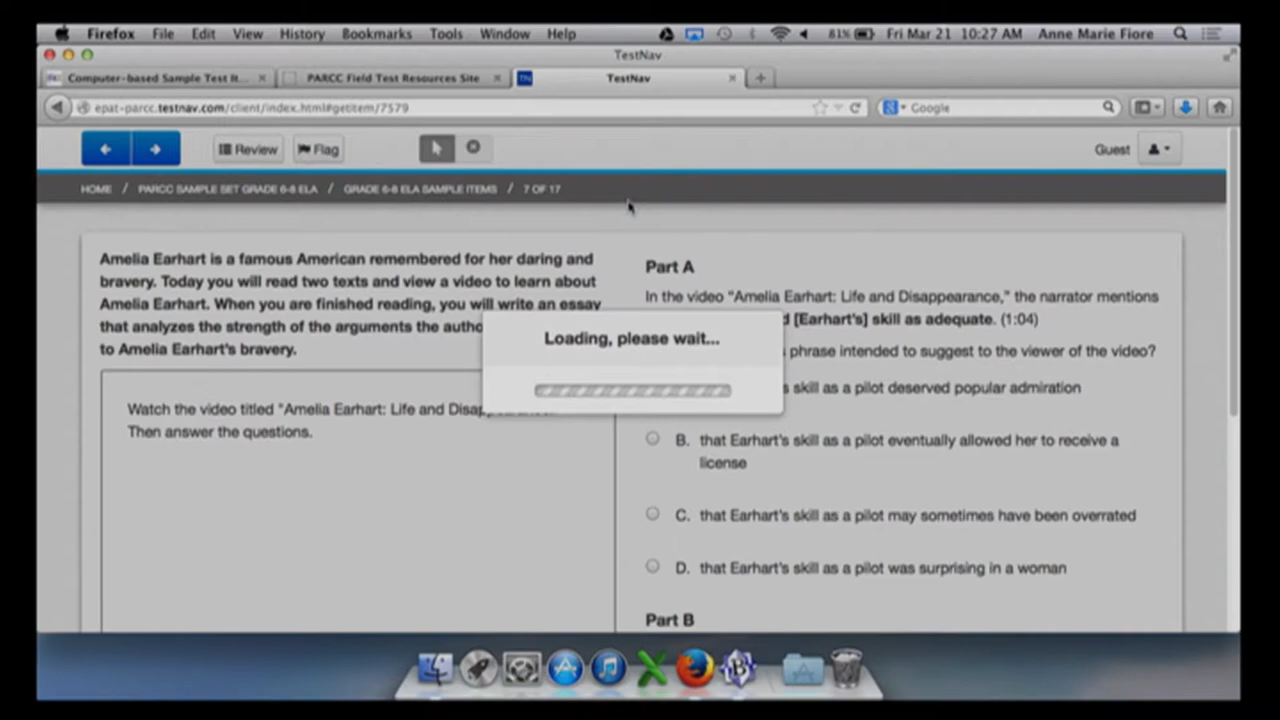 Firefox File Edit View History Bookmarks Tools Window Help 81% Fri Mar 21 10:27 AM Anne Marie Fiore
TestNav
Computer-based Sample Test It... PARCC Field Test Resources Site TN TestNav
epat-parcc.testnav.com/client/index.html#getitem/7579 Google
Review Flag Guest
HOME / PARCC SAMPLE SET GRADE 6-8 ELA / GRADE 6-8 ELA SAMPLE ITEMS / 7 OF 17
Amelia Earhart is a famous American remembered for her daring and
bravery. Today you will read two texts and view a video to learn about
Amelia Earhart. When you are finished reading, you will write an essay
that analyzes the strength of the arguments the autho
to Amelia Earhart's bravery.
Watch the video titled "Amelia Earhart: Life and Disapp
Then answer the questions.
Loading, please wait...
Part A
In the video "Amelia Earhart: Life and Disappearance," the narrator mentions
d [Earhart's] skill as adequate. (1:04)
phrase intended to suggest to the viewer of the video?
s skill as a pilot deserved popular admiration
B. that Earhart's skill as a pilot eventually allowed her to receive a
license
C. that Earhart's skill as a pilot may sometimes have been overrated
D. that Earhart's skill as a pilot was surprising in a woman
Part B